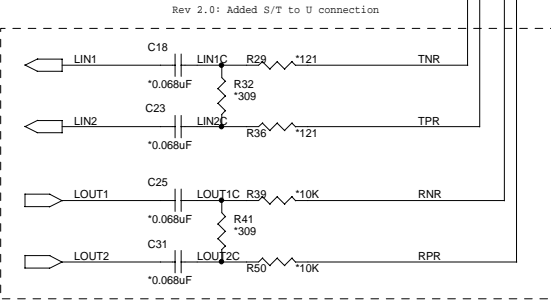 Rev 2.0: Added S/T to U connection
C18
LIN1 LIN1C R29 *121 TNR
*0.068uF
R32
*309
C23
LIN2 LIN2C R36 *121 TPR
*0.068uF
C25
LOUT1 LOUT1C R39 *10K RNR
*0.068uF
R41
*309
C31
LOUT2 LOUT2C R50 *10K RPR
*0.068uF